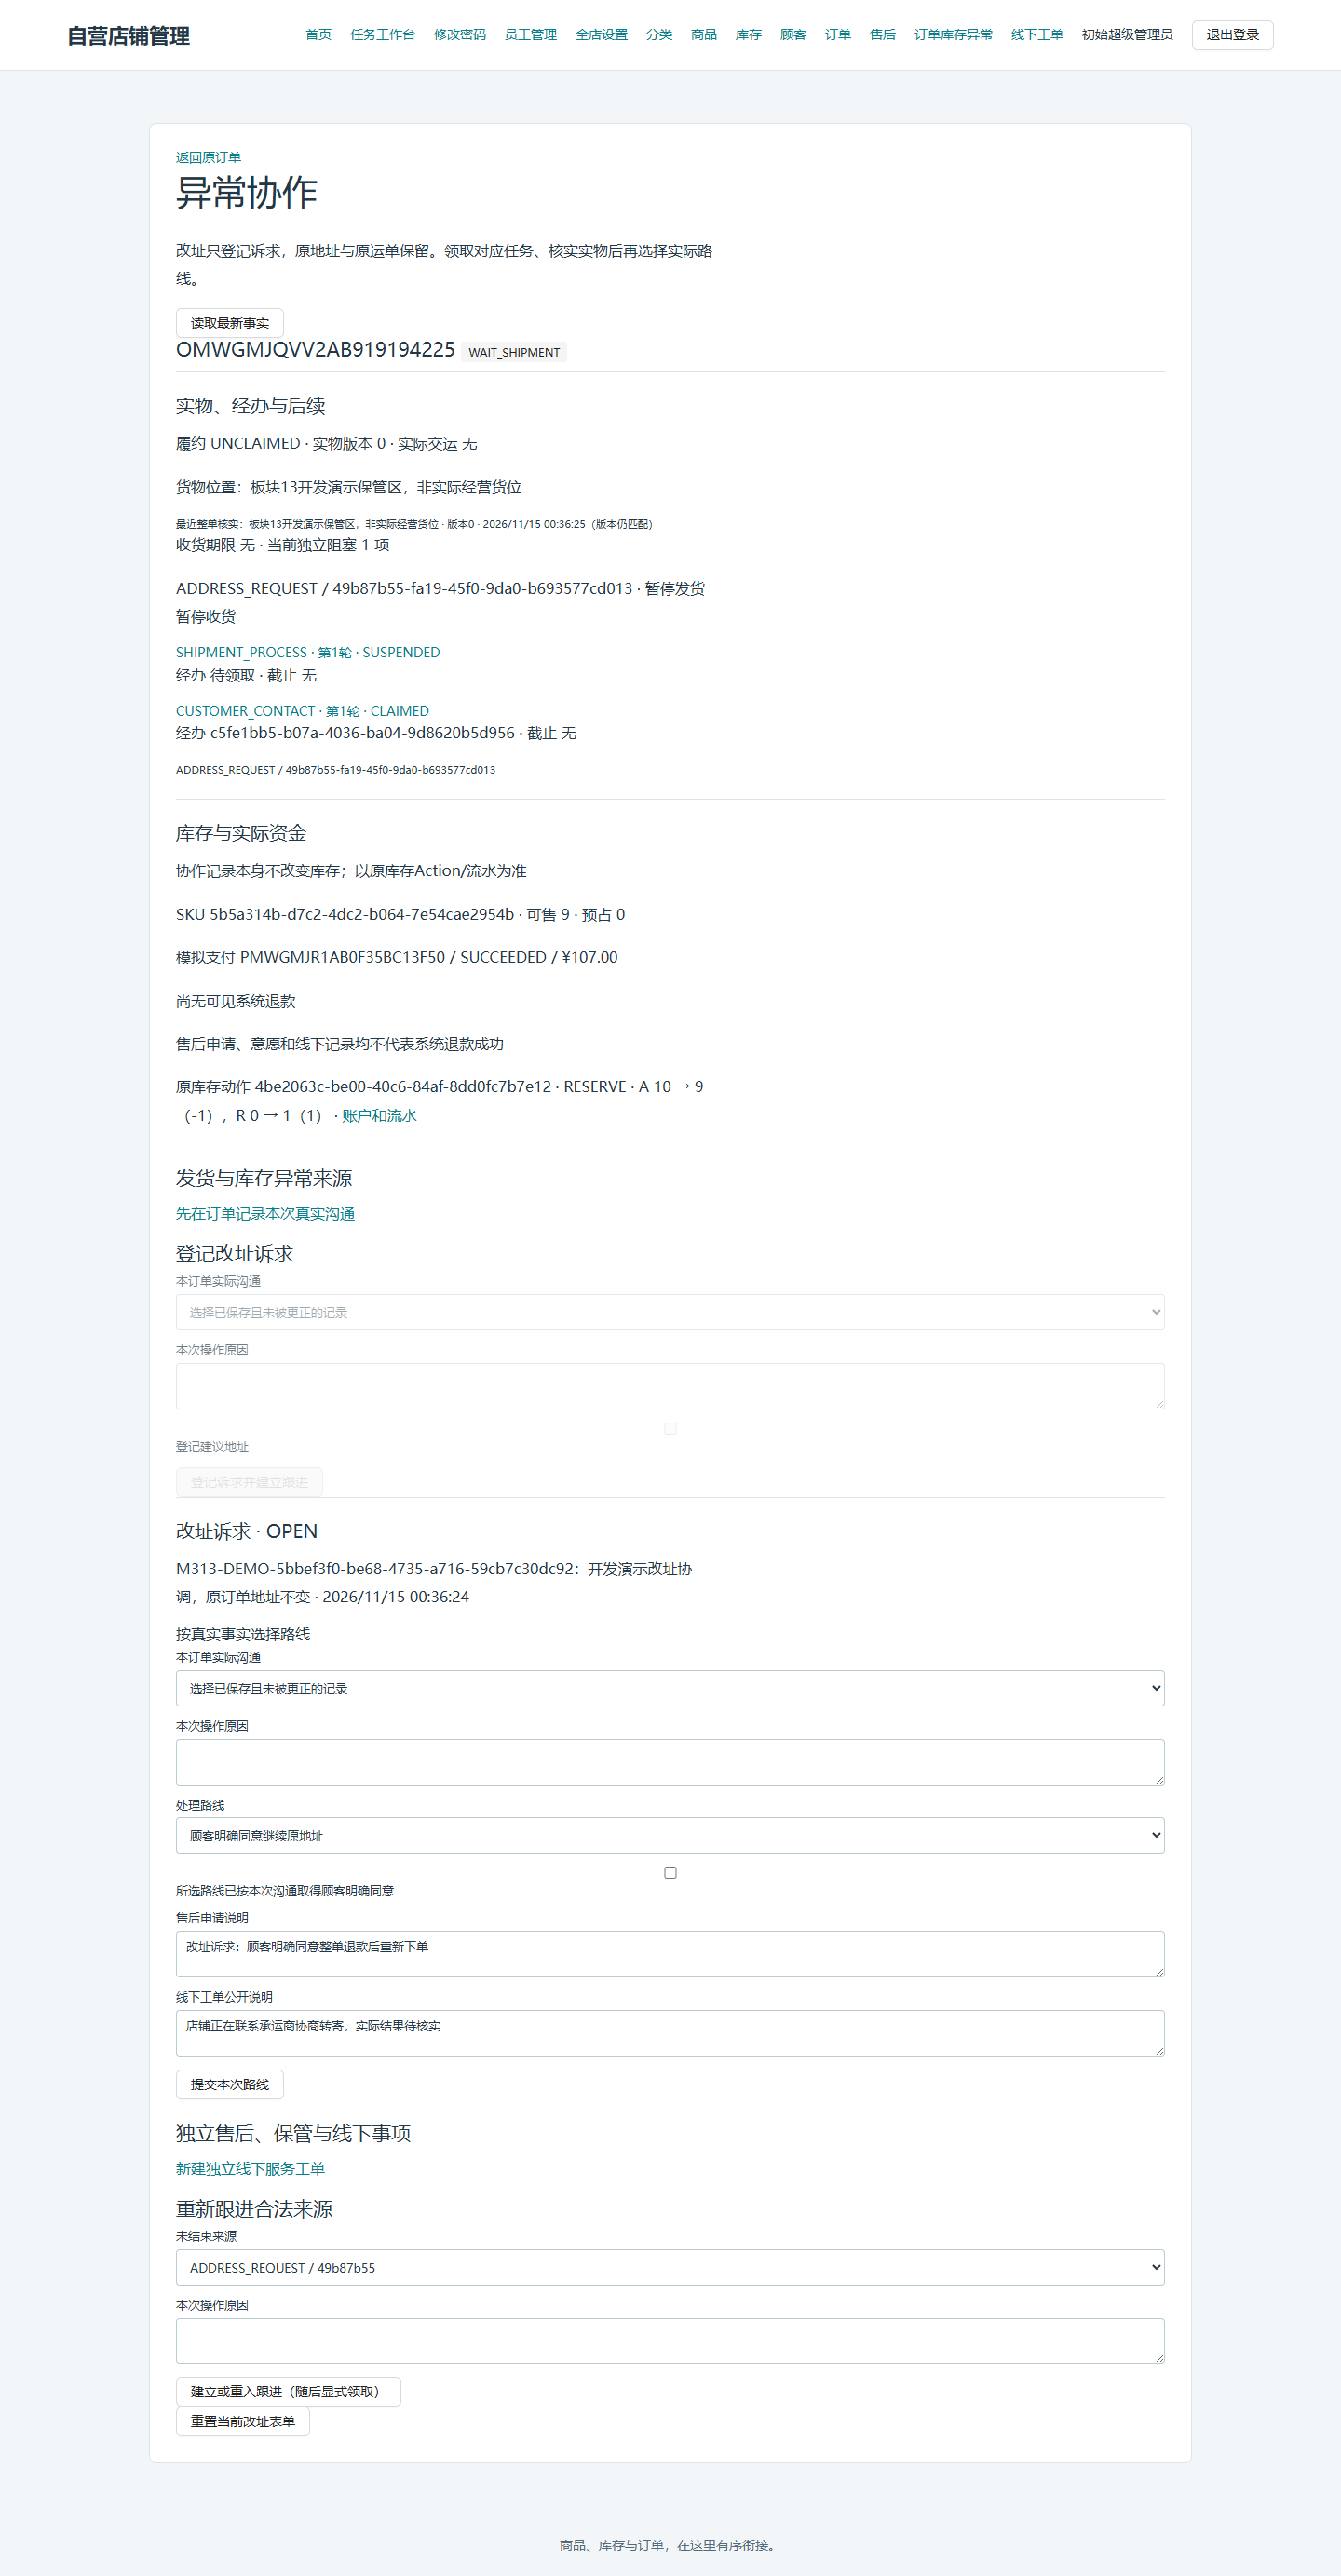 自营店铺管理
首页 任务工作台 修改密码 员工管理 全店设置 分类 商品 库存 顾客 订单 售后 订单库存异常 线下工单 初始超级管理员 退出登录
返回原订单
异常协作
改址只登记诉求，原地址与原运单保留。领取对应任务、核实实物后再选择实际路
线。
读取最新事实
OMWGMJQVV2AB919194225 WAIT_SHIPMENT
实物、经办与后续
履约 UNCLAIMED · 实物版本 0 · 实际交运 无
货物位置：板块13开发演示保管区，非实际经营货位
最近整单核实：板块13开发演示保管区，非实际经营货位 · 版本0 · 2026/11/15 00:36:25（版本仍匹配）
收货期限 无 · 当前独立阻塞 1 项
ADDRESS_REQUEST / 49b87b55-fa19-45f0-9da0-b693577cd013 · 暂停发货
暂停收货
SHIPMENT_PROCESS · 第1轮 · SUSPENDED
经办 待领取 · 截止 无
CUSTOMER_CONTACT · 第1轮 · CLAIMED
经办 c5fe1bb5-b07a-4036-ba04-9d8620b5d956 · 截止 无
ADDRESS_REQUEST / 49b87b55-fa19-45f0-9da0-b693577cd013
库存与实际资金
协作记录本身不改变库存；以原库存Action/流水为准
SKU 5b5a314b-d7c2-4dc2-b064-7e54cae2954b · 可售 9 · 预占 0
模拟支付 PMWGMJR1AB0F35BC13F50 / SUCCEEDED / ¥107.00
尚无可见系统退款
售后申请、意愿和线下记录均不代表系统退款成功
原库存动作 4be2063c-be00-40c6-84af-8dd0fc7b7e12 · RESERVE · A 10 → 9
（-1），R 0 → 1（1） · 账户和流水
发货与库存异常来源
先在订单记录本次真实沟通
登记改址诉求
本订单实际沟通
选择已保存且未被更正的记录
本次操作原因
登记建议地址
登记诉求并建立跟进
改址诉求 · OPEN
M313-DEMO-5bbef3f0-be68-4735-a716-59cb7c30dc92：开发演示改址协
调，原订单地址不变 · 2026/11/15 00:36:24
按真实事实选择路线
本订单实际沟通
选择已保存且未被更正的记录
本次操作原因
处理路线
顾客明确同意继续原地址
所选路线已按本次沟通取得顾客明确同意
售后申请说明
改址诉求：顾客明确同意整单退款后重新下单
线下工单公开说明
店铺正在联系承运商协商转寄，实际结果待核实
提交本次路线
独立售后、保管与线下事项
新建独立线下服务工单
重新跟进合法来源
未结束来源
ADDRESS_REQUEST / 49b87b55
本次操作原因
建立或重入跟进（随后显式领取）
重置当前改址表单
商品、库存与订单，在这里有序衔接。